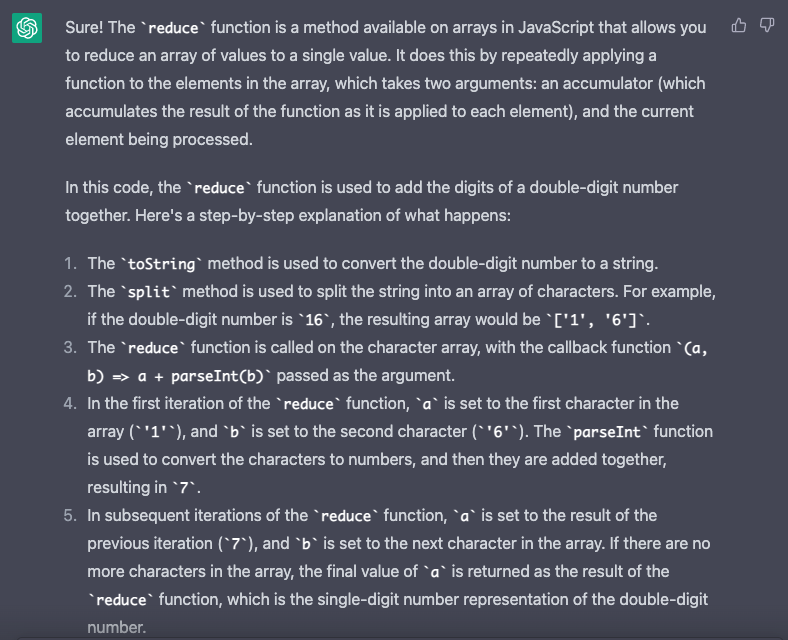 Sure! The `reduce` function is a method available on arrays in JavaScript that allows you
to reduce an array of values to a single value. It does this by repeatedly applying a
function to the elements in the array, which takes two arguments: an accumulator (which
accumulates the result of the function as it is applied to each element), and the current
element being processed.
In this code, the `reduce` function is used to add the digits of a double-digit number
together. Here's a step-by-step explanation of what happens:
1. The `toString` method is used to convert the double-digit number to a string.
2. The `split` method is used to split the string into an array of characters. For example,
if the double-digit number is `16`, the resulting array would be `['1', '6']`.
3. The `reduce` function is called on the character array, with the callback function `(a,
b) => a + parseInt(b)` passed as the argument.
4. In the first iteration of the `reduce` function, `a` is set to the first character in the
array (`'1'`), and `b` is set to the second character (`'6'`). The `parseInt` function
is used to convert the characters to numbers, and then they are added together,
resulting in `7`.
5. In subsequent iterations of the `reduce` function, `a` is set to the result of the
previous iteration (`7`), and `b` is set to the next character in the array. If there are no
more characters in the array, the final value of `a` is returned as the result of the
`reduce` function, which is the single-digit number representation of the double-digit
number.